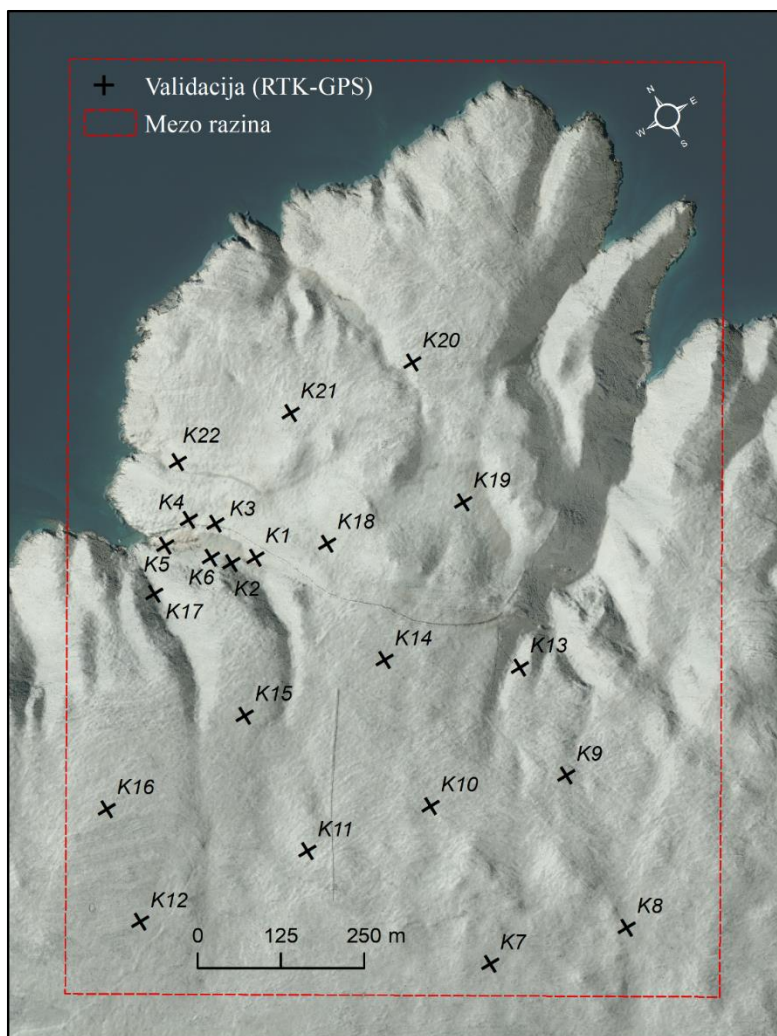 Validacija (RTK-GPS)
Mezo razina
N
E
W
S
K20
K21
K22
K19
K4
K3
K18
K1
K5
K6
K2
K17
K14
K13
K15
K9
K16
K10
K11
K12
K8
K7
0 125 250 m